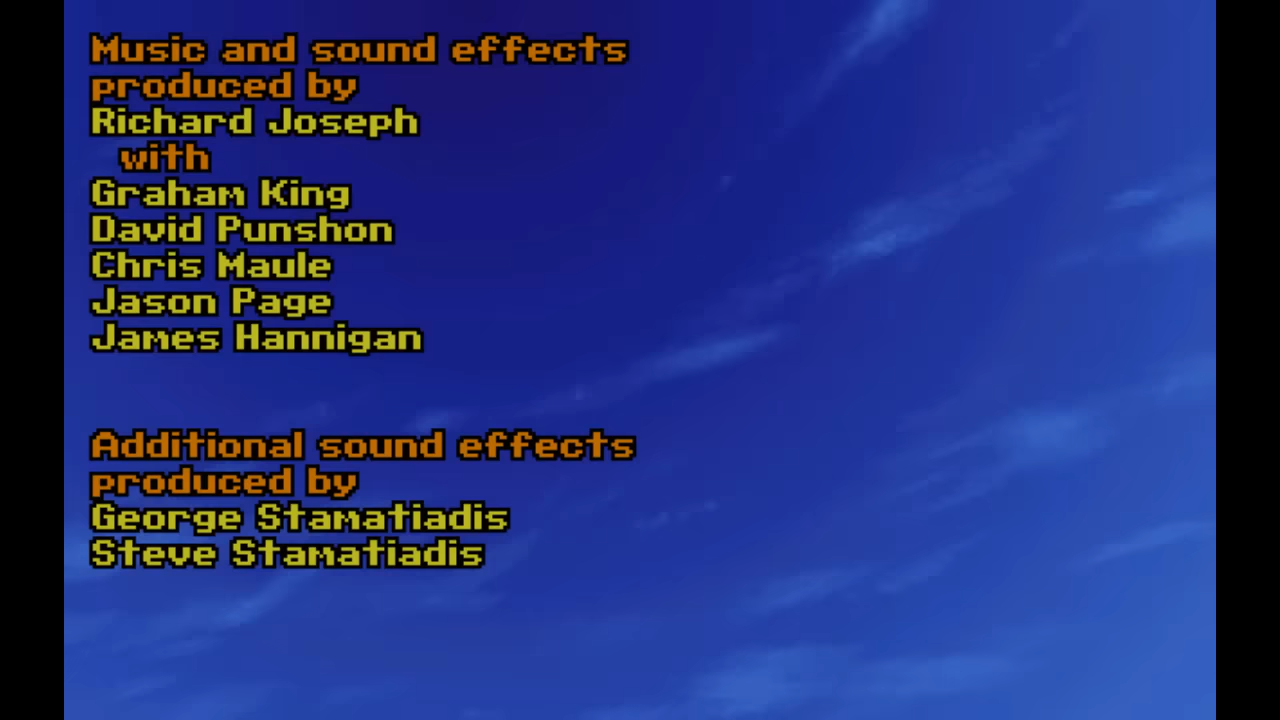 Music and sound effects
produced by
Richard Joseph
with
Graham King
David Punshon
Chris Maule
Jason Page
James Hannigan
Additional sound effects
produced by
George Stamatiadis
Steve Stamatiadis